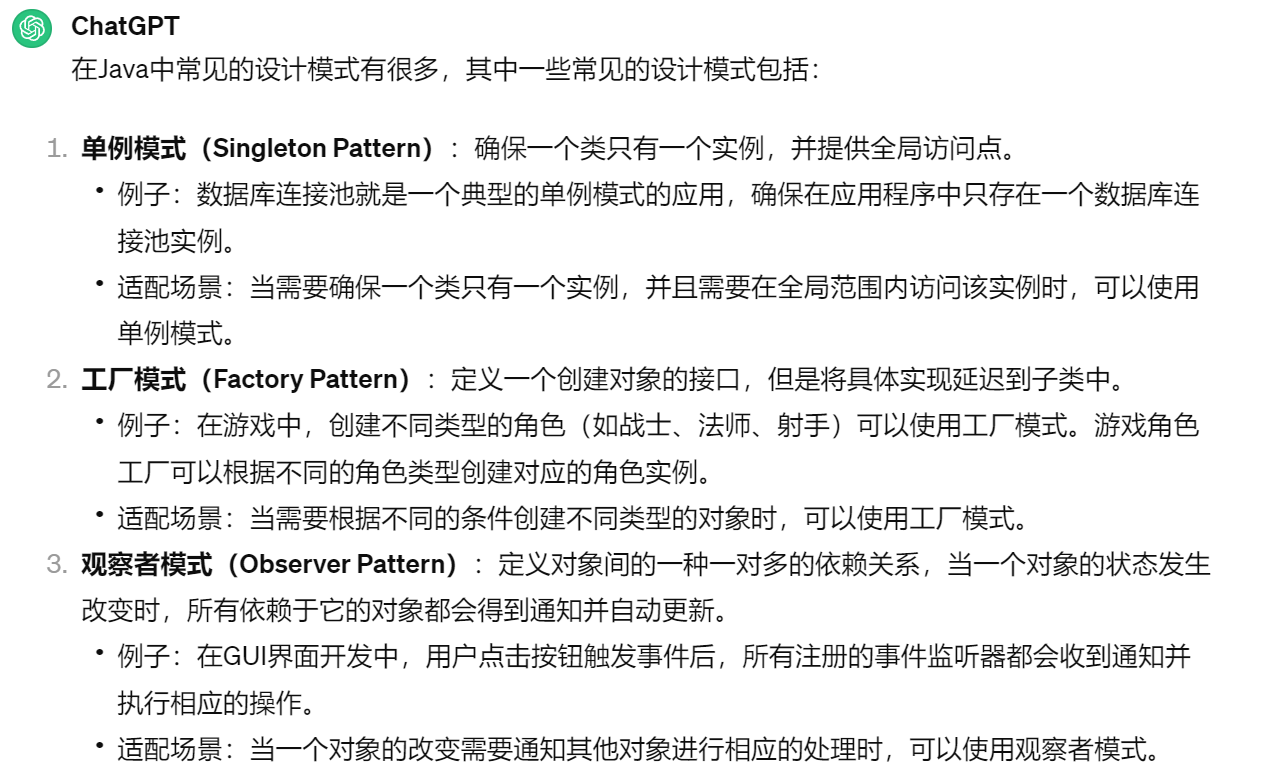 ChatGPT
在Java中常见的设计模式有很多，其中一些常见的设计模式包括：
1. 单例模式（Singleton Pattern）：确保一个类只有一个实例，并提供全局访问点。
• 例子：数据库连接池就是一个典型的单例模式的应用，确保在应用程序中只存在一个数据库连
接池实例。
• 适配场景：当需要确保一个类只有一个实例，并且需要在全局范围内访问该实例时，可以使用
单例模式。
2. 工厂模式（Factory Pattern）：定义一个创建对象的接口，但是将具体实现延迟到子类中。
• 例子：在游戏中，创建不同类型的角色（如战士、法师、射手）可以使用工厂模式。游戏角色
工厂可以根据不同的角色类型创建对应的角色实例。
• 适配场景：当需要根据不同的条件创建不同类型的对象时，可以使用工厂模式。
3. 观察者模式（Observer Pattern）：定义对象间的一种一对多的依赖关系，当一个对象的状态发生
改变时，所有依赖于它的对象都会得到通知并自动更新。
• 例子：在GUI界面开发中，用户点击按钮触发事件后，所有注册的事件监听器都会收到通知并
执行相应的操作。
• 适配场景：当一个对象的改变需要通知其他对象进行相应的处理时，可以使用观察者模式。